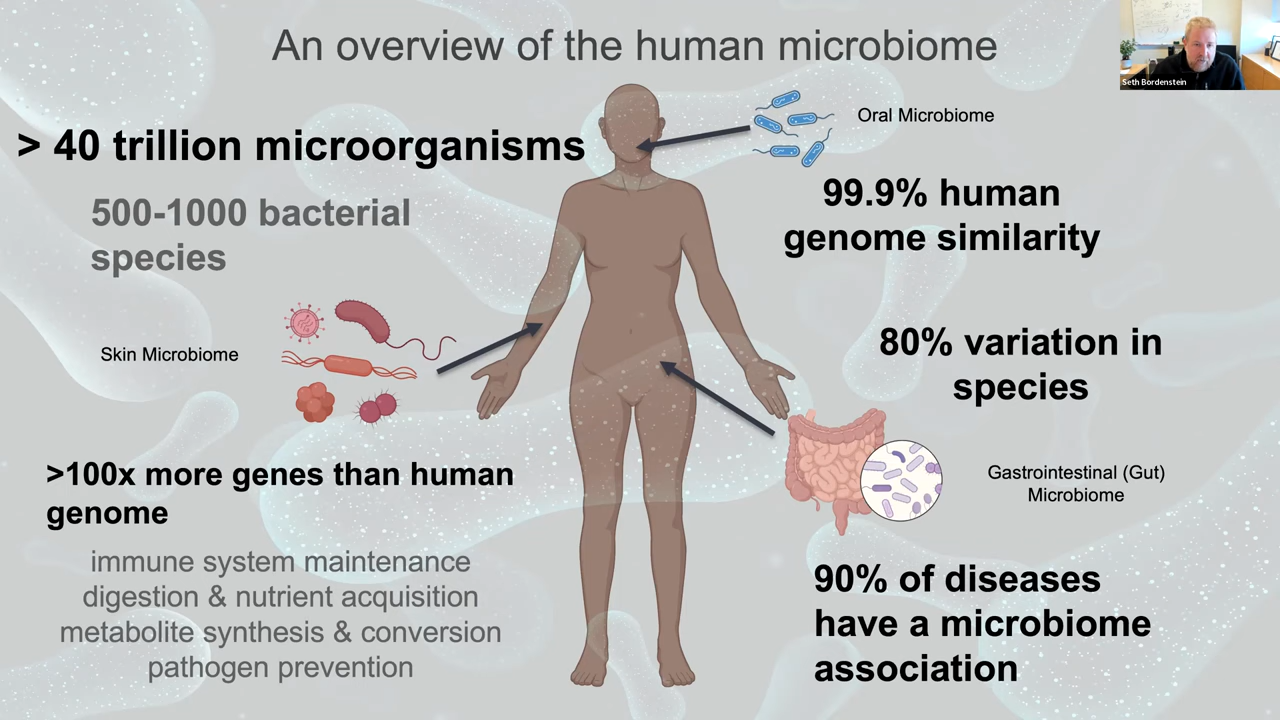 An overview of the human microbiome
Seth Bordenstein
> 40 trillion microorganisms
500-1000 bacterial
species
Skin Microbiome
>100x more genes than human
genome
immune system maintenance
digestion & nutrient acquisition
metabolite synthesis & conversion
pathogen prevention
Oral Microbiome
99.9% human
genome similarity
80% variation in
species
Gastrointestinal (Gut)
Microbiome
90% of diseases
have a microbiome
association